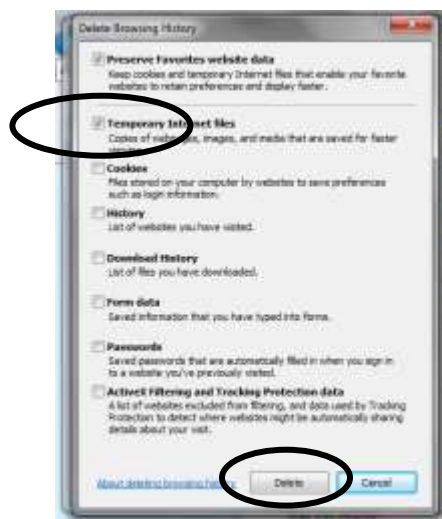 Delete Browsing History
Preserve Favorites website data
Keep cookies and temporary Internet files that enable your favorite
websites to retain preferences and display faster.
Temporary Internet files
Copies of webpages, images, and media that are saved for faster
Cookies
Files stored on your computer by websites to save preferences
such as login information.
History
List of websites you have visited.
Download History
List of files you have downloaded.
Form data
Saved information that you have typed into forms.
Passwords
Saved passwords that are automatically filled in when you sign in
to a website you've previously visited.
ActiveX Filtering and Tracking Protection data
A list of websites excluded from filtering, and data used by Tracking
Protection to detect where websites might be automatically sharing
details about your visit.
About deleting browsing history
Delete
Cancel